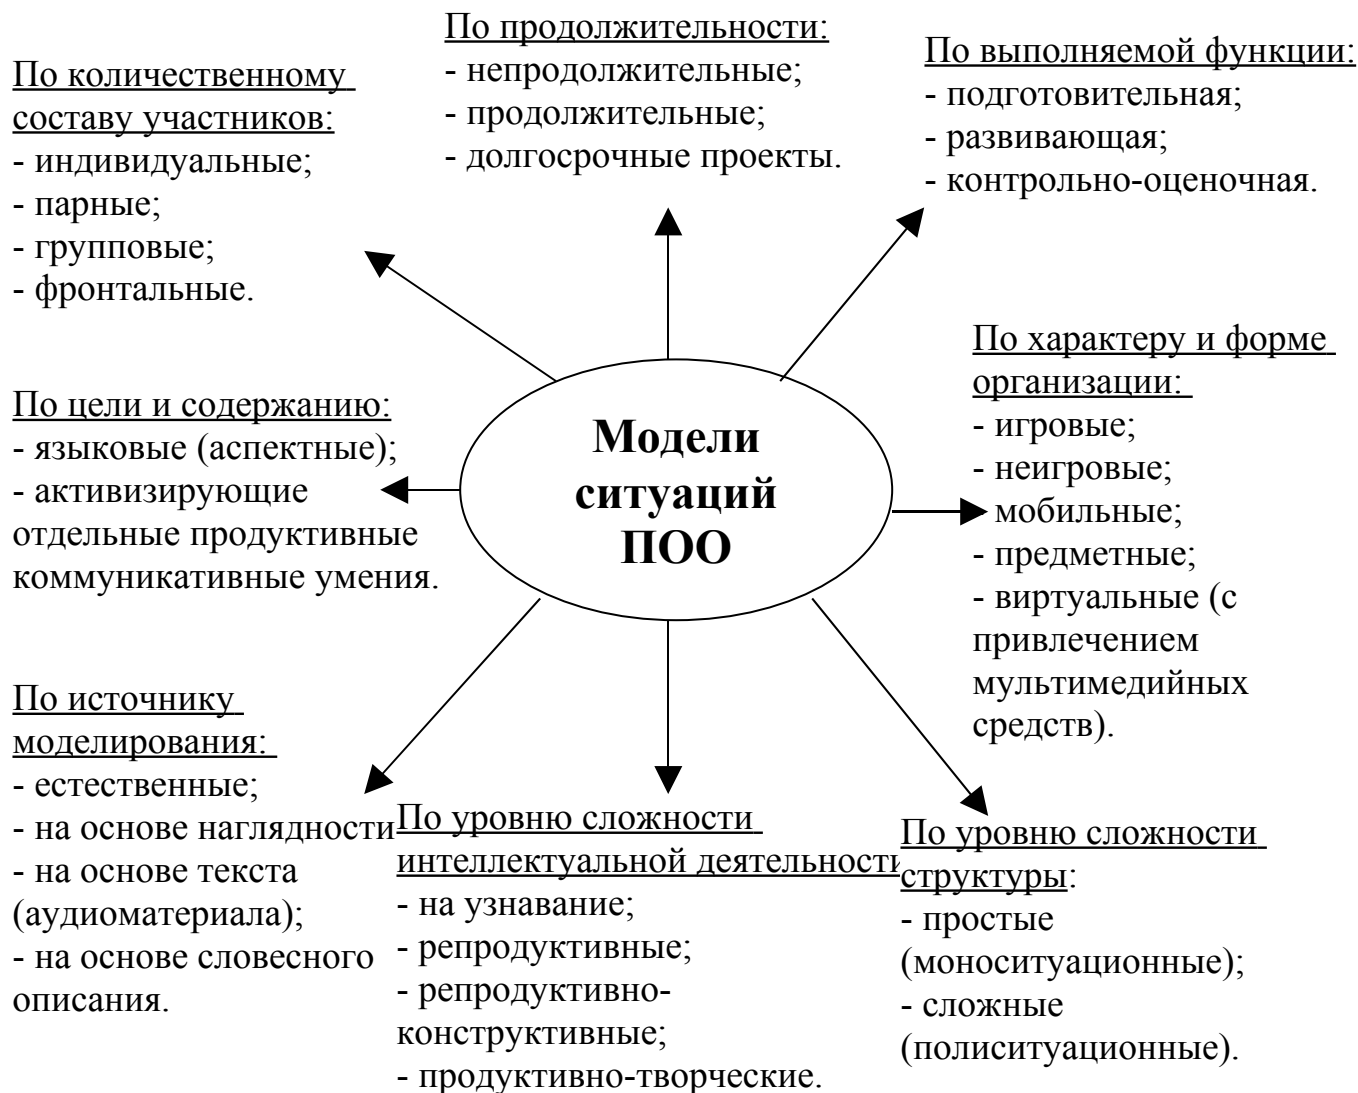 По продолжительности:
- непродолжительные;
- продолжительные;
- долгосрочные проекты.
По выполняемой функции:
- подготовительная;
- развивающая;
- контрольно-оценочная.
По количественному
составу участников:
- индивидуальные;
- парные;
- групповые;
- фронтальные.
По характеру и форме
организации:
- игровые;
- неигровые;
- мобильные;
- предметные;
- виртуальные (с
привлечением
мультимедийных
средств).
По цели и содержанию:
- языковые (аспектные);
- активизирующие
отдельные продуктивные
коммуникативные умения.
Модели
ситуаций
ПОО
По источнику
моделирования:
- естественные;
- на основе наглядности
- на основе текста
(аудиоматериала);
- на основе словесного
описания.
По уровню сложности
интеллектуальной деятельности
- на узнавание;
- репродуктивные;
- репродуктивно-
конструктивные;
- продуктивно-творческие.
По уровню сложности
структуры:
- простые
(моноситуационные);
- сложные
(полиситуационные).